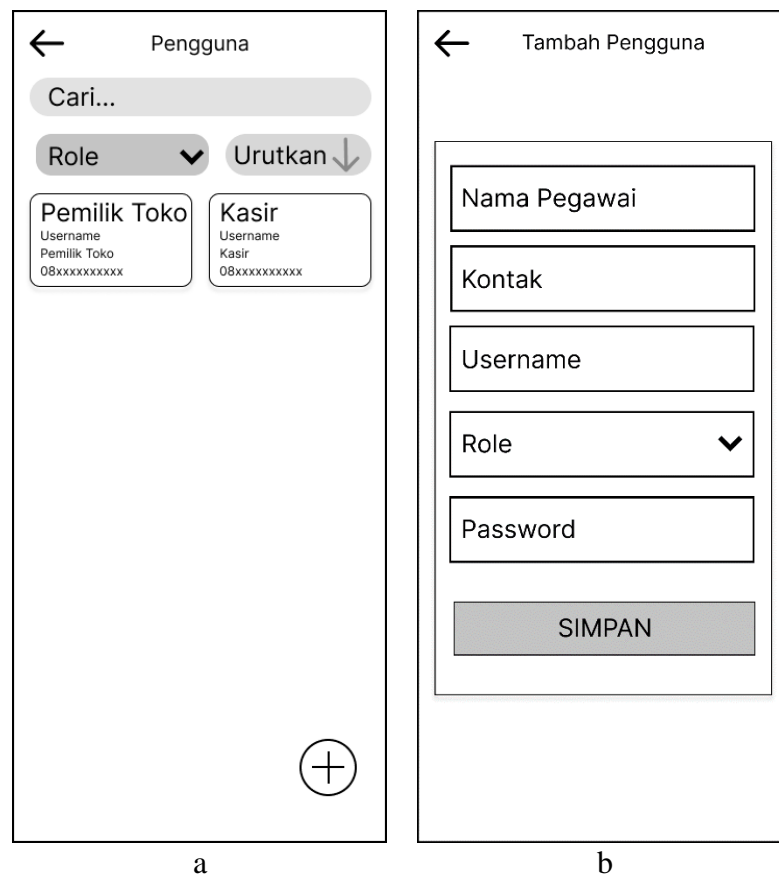 Pengguna
Cari...
Role
Urutkan
Pemilik Toko
Username
Pemilik Toko
08xxxxxxxxxx
Kasir
Username
Kasir
08xxxxxxxxxx
a
Tambah Pengguna
Nama Pegawai
Kontak
Username
Role
Password
SIMPAN
b